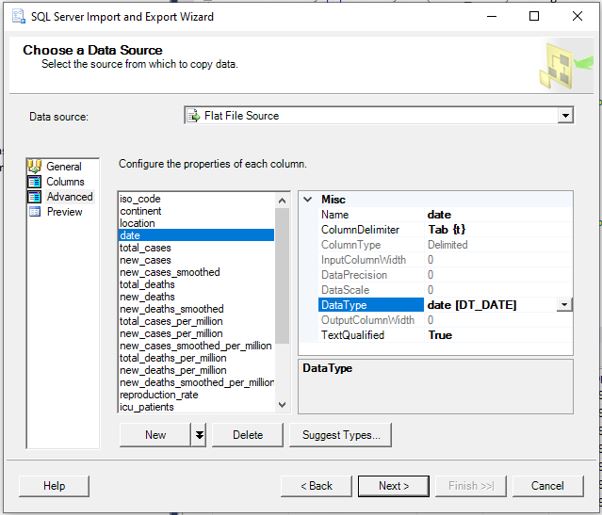 SQL Server Import and Export Wizard
Choose a Data Source
Select the source from which to copy data.
Data source:
Flat File Source
General
Columns
Advanced
Preview
Configure the properties of each column.
iso_code
continent
location
date
total_cases
new_cases
new_cases_smoothed
total_deaths
new_deaths
new_deaths_smoothed
total_cases_per_million
new_cases_per_million
new_cases_smoothed_per_million
total_deaths_per_million
new_deaths_per_million
new_deaths_smoothed_per_million
reproduction_rate
icu_patients
Misc
Name date
ColumnDelimiter Tab {t}
ColumnType Delimited
InputColumnWidth 0
DataPrecision 0
DataScale 0
DataType date [DT_DATE]
OutputColumnWidth 0
TextQualified True
DataType
New
Delete
Suggest Types...
Help
< Back
Next >
Finish >>|
Cancel